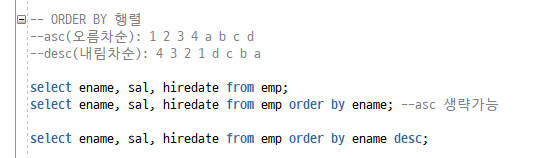 -- ORDER BY 행렬
--asc(오름차순): 1 2 3 4 a b c d
--desc(내림차순): 4 3 2 1 d c b a
select ename, sal, hiredate from emp;
select ename, sal, hiredate from emp order by ename; --asc 생략가능
select ename, sal, hiredate from emp order by ename desc;